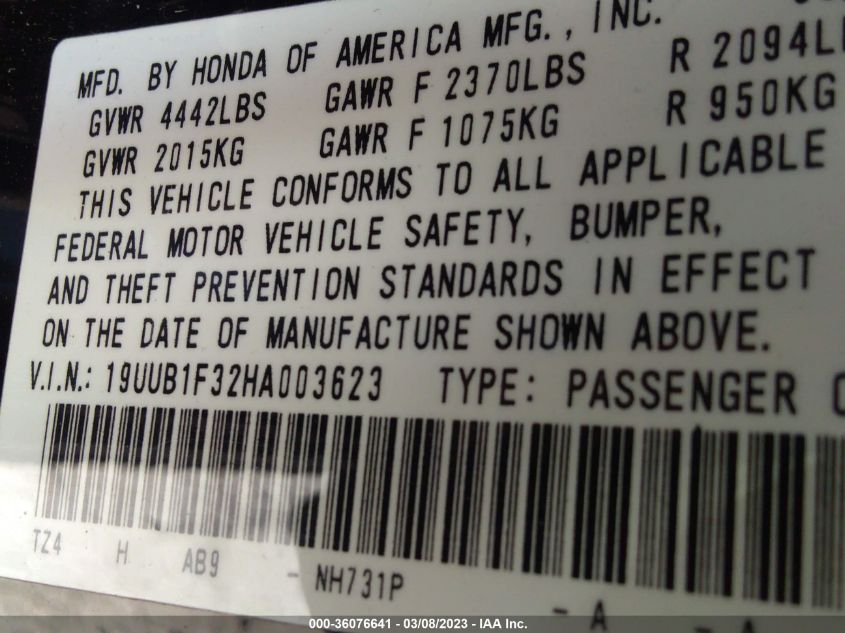 MFD. BY HONDA OF AMERICA MFG., INC.
GVWR 4442LBS GAWR F 2370LBS R 2094L
GVWR 2015KG GAWR F 1075KG R 950KG
THIS VEHICLE CONFORMS TO ALL APPLICABLE
FEDERAL MOTOR VEHICLE SAFETY, BUMPER,
AND THEFT PREVENTION STANDARDS IN EFFECT
ON THE DATE OF MANUFACTURE SHOWN ABOVE.
V.I.N.: 19UUB1F32HA003623 TYPE: PASSENGER
TZ4 H AB9 - NH731P - A - A
000-36076641 - 03/08/2023 - IAA Inc.